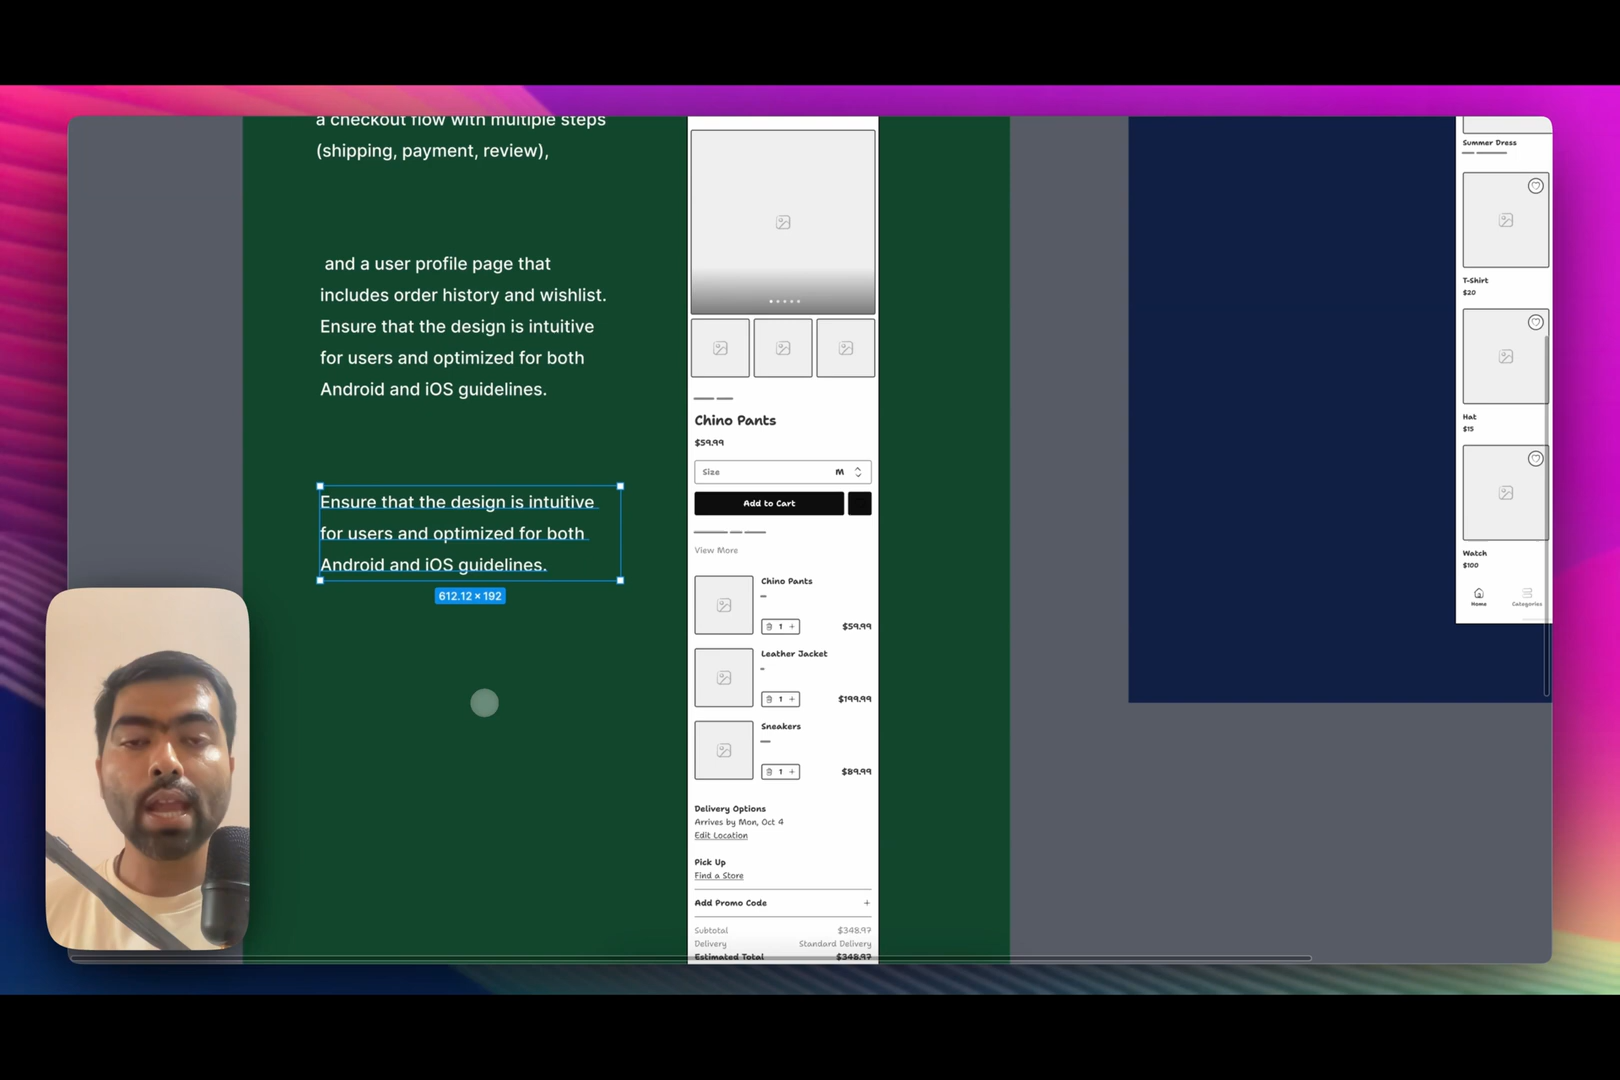 a checkout flow with multiple steps
(shipping, payment, review),
and a user profile page that
includes order history and wishlist.
Ensure that the design is intuitive
for users and optimized for both
Android and iOS guidelines.
Ensure that the design is intuitive
for users and optimized for both
Android and iOS guidelines.
612.12 × 192
Chino Pants
$59.99
Size M
Add to Cart
View More
Chino Pants
1 + $59.99
Leather Jacket
1 + $199.99
Sneakers
1 + $89.99
Delivery Options
Arrives by Mon, Oct 4
Edit Location
Pick Up
Find a Store
Add Promo Code +
Subtotal $348.97
Delivery Standard Delivery
Estimated Total $348.97
Summer Dress
T-Shirt
$20
Hat
$15
Watch
$100
Home Categories